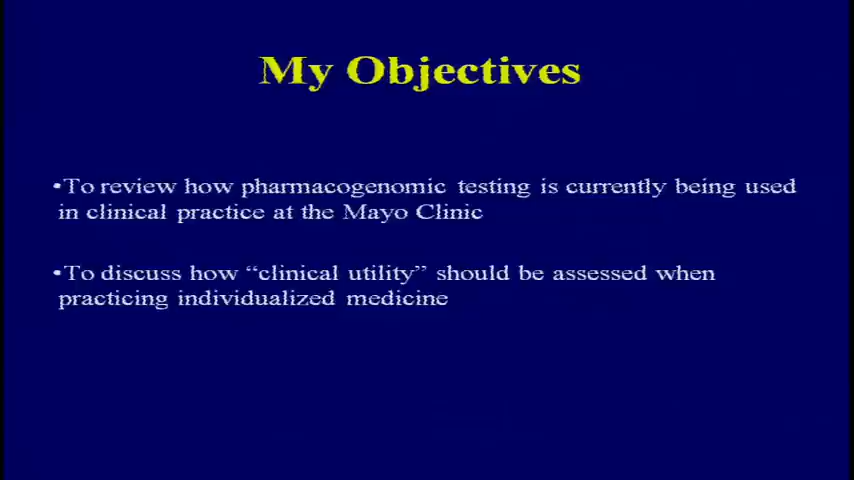 My Objectives
•To review how pharmacogenomic testing is currently being used
in clinical practice at the Mayo Clinic
•To discuss how “clinical utility” should be assessed when
practicing individualized medicine